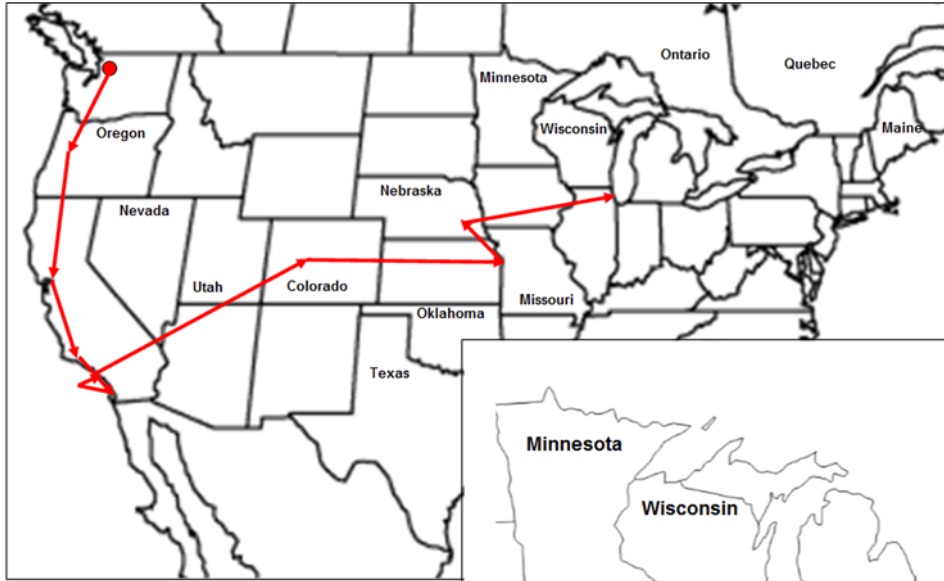 Ontario
Quebec
Minnesota
Wisconsin
Maine
Oregon
Nebraska
Nevada
Utah
Colorado
Missouri
Oklahoma
Texas
Minnesota
Wisconsin